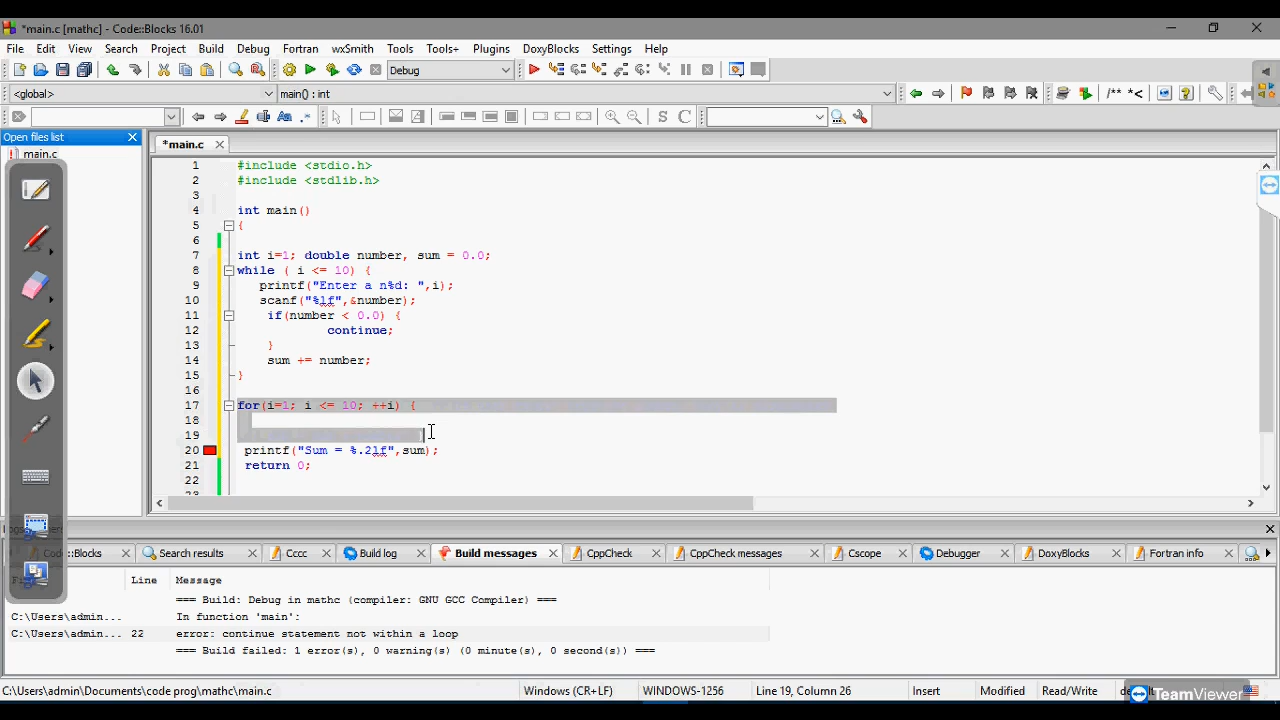 *main.c [mathc] - Code::Blocks 16.01
File Edit View Search Project Build Debug Fortran wxSmith Tools Tools+ Plugins DoxyBlocks Settings Help
Debug
<global> main() : int
/** *<
Open files list *main.c
main.c
1 #include <stdio.h>
2 #include <stdlib.h>
3
4 int main()
5 {
6
7 int i=1; double number, sum = 0.0;
8 while ( i <= 10) {
9 printf("Enter a n%d: ",i);
10 scanf("%lf",&number);
11 if(number < 0.0) {
12 continue;
13 }
14 sum += number;
15 }
16
17 for(i=1; i <= 10; ++i) {
18
19
20 printf("Sum = %.2lf",sum);
21 return 0;
22
23
Code::Blocks Search results Cccc Build log Build messages CppCheck CppCheck messages Cscope Debugger DoxyBlocks Fortran info
Line Message
=== Build: Debug in mathc (compiler: GNU GCC Compiler) ===
C:\Users\admin... In function 'main':
C:\Users\admin... 22 error: continue statement not within a loop
=== Build failed: 1 error(s), 0 warning(s) (0 minute(s), 0 second(s)) ===
C:\Users\admin\Documents\code prog\mathc\main.c Windows (CR+LF) WINDOWS-1256 Line 19, Column 26 Insert Modified Read/Write
TeamViewer